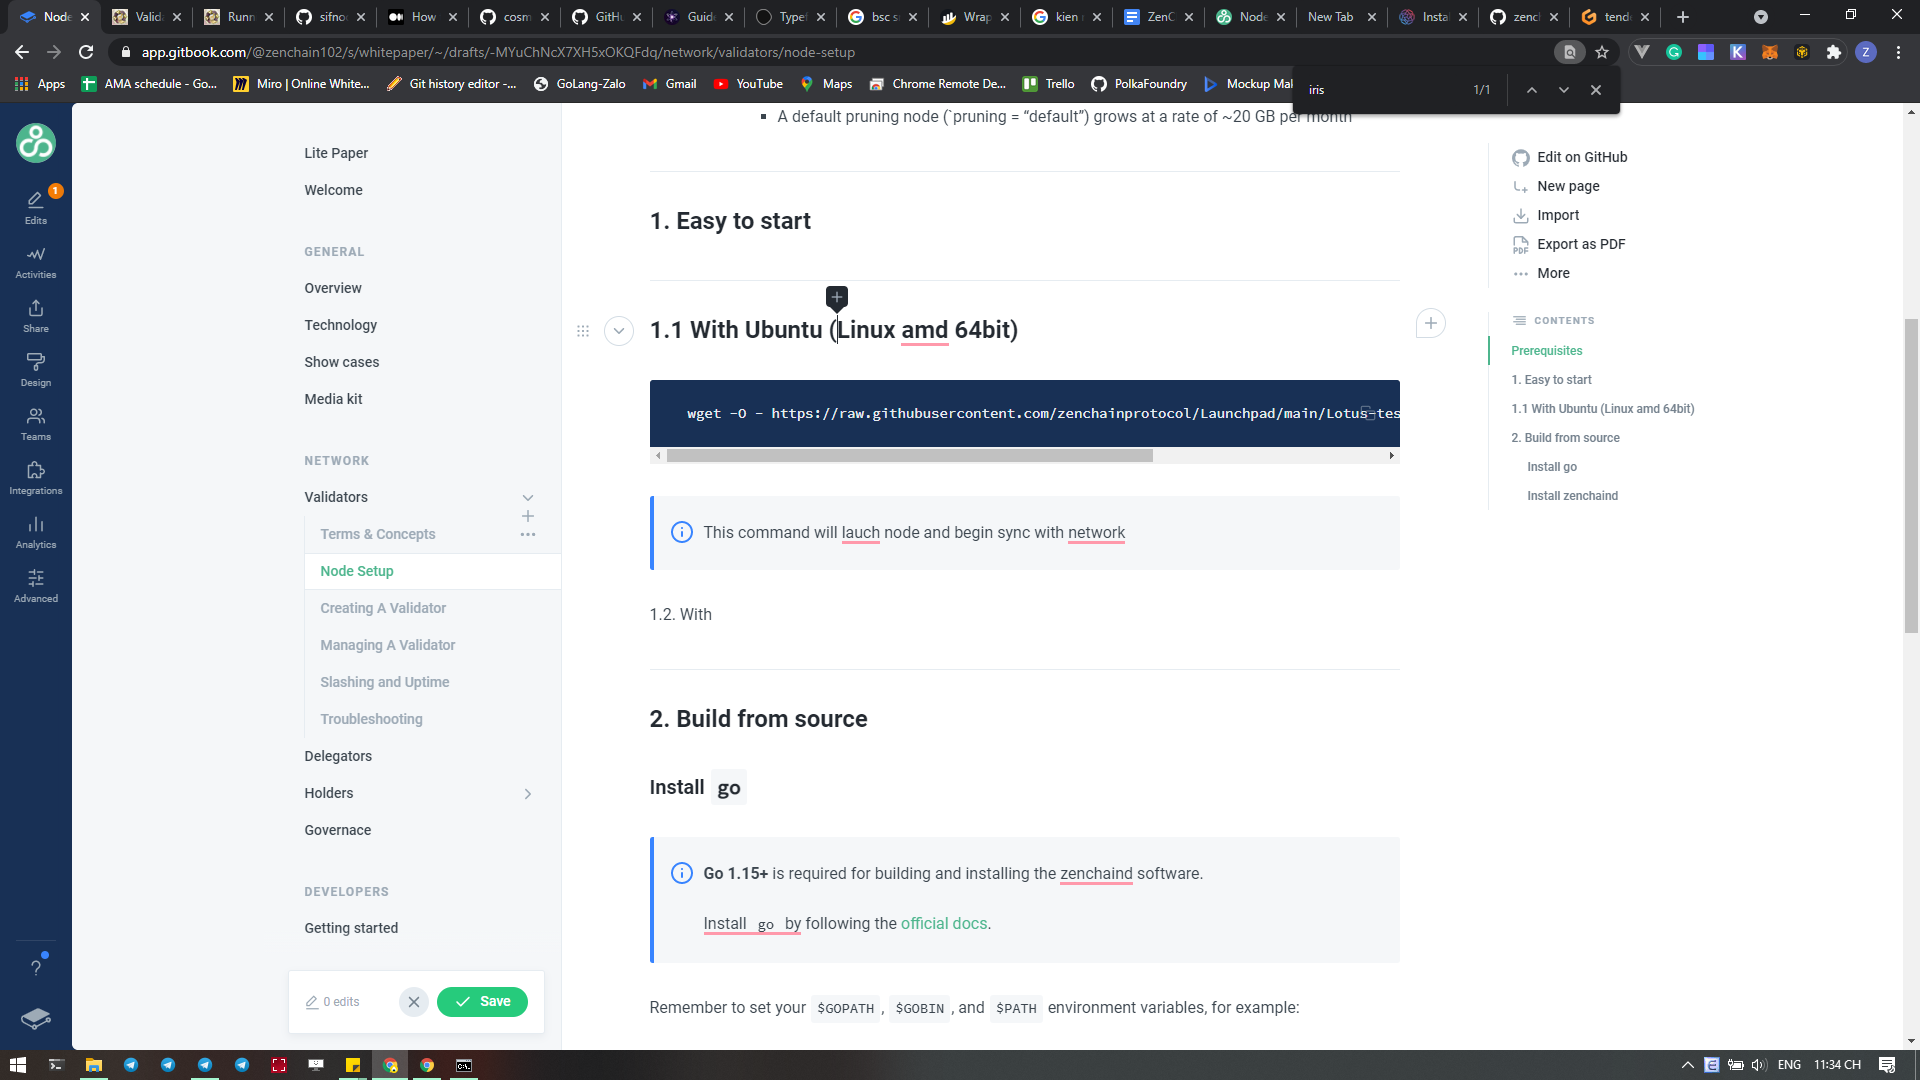 Node
Valida
Runn
sifno
How
cosm
GitHu
Guid
Typef
bsc s
Wrap
kien r
ZenC
Node
New Tab
Insta
zench
tende
app.gitbook.com/@zenchain102/s/whitepaper/~/drafts/-MYuChNcX7XH5xOKQFdq/network/validators/node-setup
Z
Apps
AMA schedule - Go...
Miro | Online White...
Git history editor -...
GoLang-Zalo
Gmail
YouTube
Maps
Chrome Remote De...
Trello
PolkaFoundry
Mockup Mak
iris
1/1
1
Edits
Activities
Share
Design
Teams
Integrations
Analytics
Advanced
?
Lite Paper
Welcome
GENERAL
Overview
Technology
Show cases
Media kit
NETWORK
Validators
Terms & Concepts
Node Setup
Creating A Validator
Managing A Validator
Slashing and Uptime
Troubleshooting
Delegators
Holders
Governace
DEVELOPERS
Getting started
0 edits
Save
A default pruning node (`pruning = “default”) grows at a rate of ~20 GB per month
1. Easy to start
1.1 With Ubuntu (Linux amd 64bit)
wget -O - https://raw.githubusercontent.com/zenchainprotocol/Launchpad/main/Lotus-tes
This command will lauch node and begin sync with network
1.2. With
2. Build from source
Install go
Go 1.15+ is required for building and installing the zenchaind software.
Install go by following the official docs.
Remember to set your $GOPATH, $GOBIN, and $PATH environment variables, for example:
Edit on GitHub
New page
Import
PDF Export as PDF
More
CONTENTS
Prerequisites
1. Easy to start
1.1 With Ubuntu (Linux amd 64bit)
2. Build from source
Install go
Install zenchaind
ENG
11:34 CH